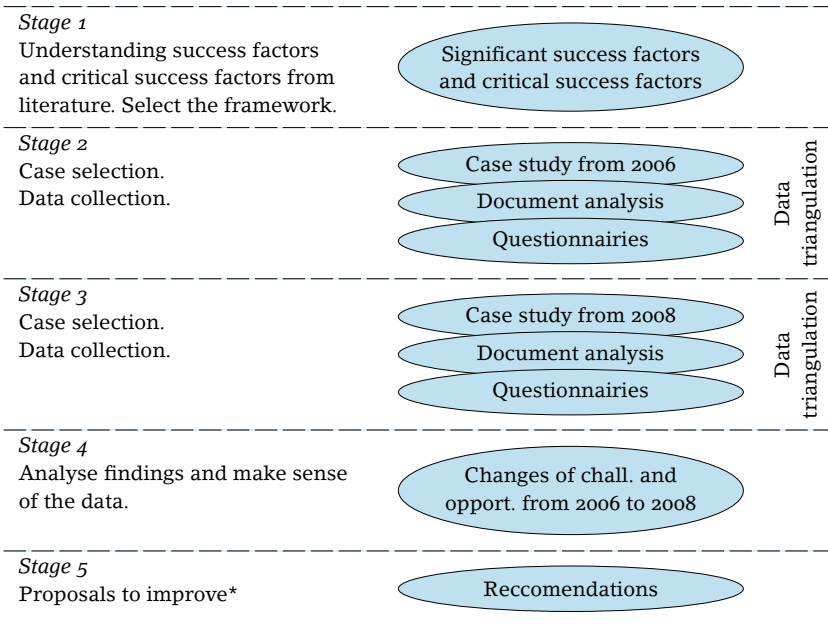 Stage 1
Understanding success factors
and critical success factors from
literature. Select the framework.
Significant success factors
and critical success factors
Stage 2
Case selection.
Data collection.
Case study from 2006
Document analysis
Questionnairies
Data
triangulation
Stage 3
Case selection.
Data collection.
Case study from 2008
Document analysis
Questionnairies
Data
triangulation
Stage 4
Analyse findings and make sense
of the data.
Changes of chall. and
opport. from 2006 to 2008
Stage 5
Proposals to improve*
Reccomendations